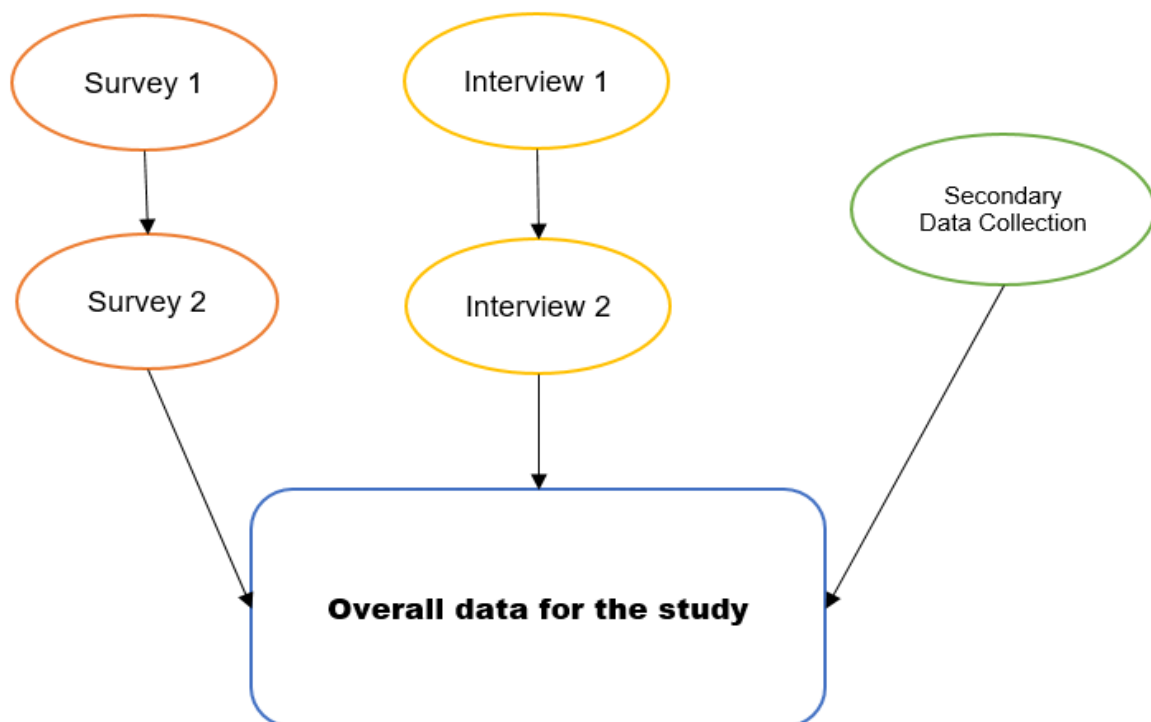 Survey 1
Interview 1
Secondary
Data Collection
Survey 2
Interview 2
Overall data for the study